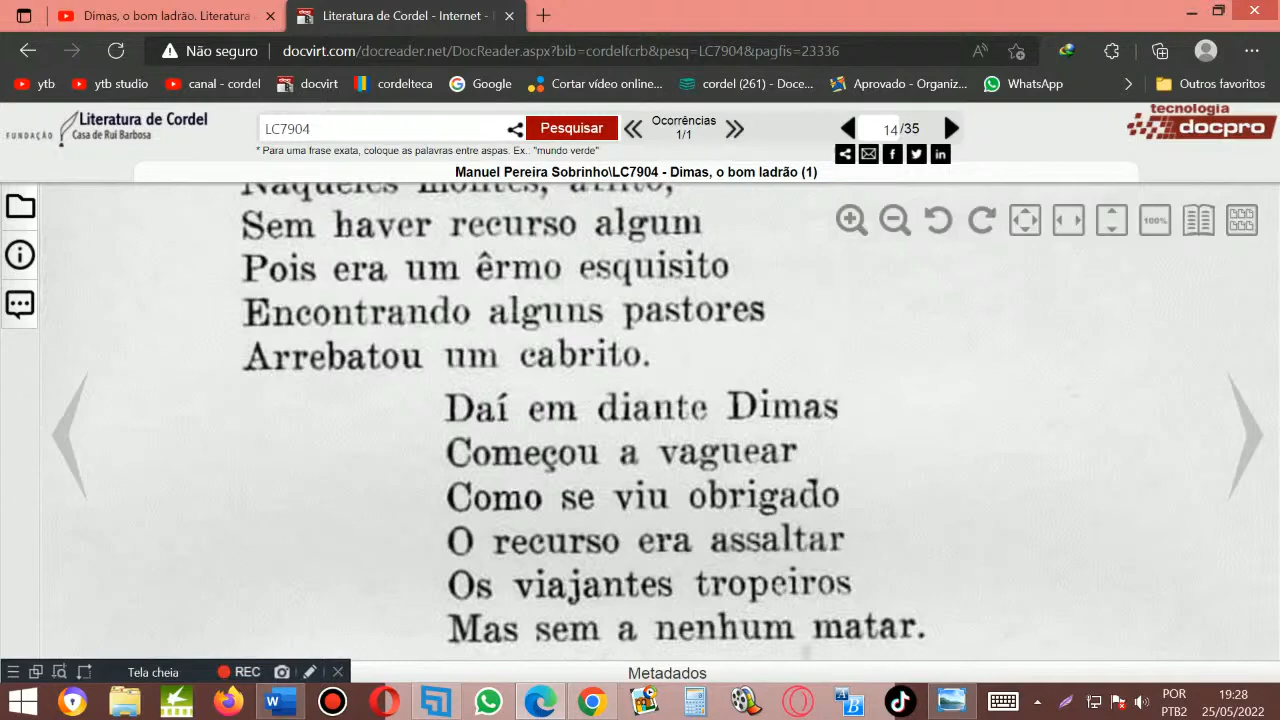 Dimas, o bom ladrão. Literatura
Literatura de Cordel - Internet -
Não seguro
docvirt.com/docreader.net/DocReader.aspx?bib=cordelfcrb&pesq=LC7904&pagfis=23336
ytb
ytb studio
canal - cordel
docvirt
cordelteca
Google
Cortar vídeo online...
cordel (261) - Doce...
Aprovado - Organiz...
WhatsApp
Outros favoritos
FUNDAÇÃO
Literatura de Cordel
Casa de Rui Barbosa
LC7904
Pesquisar
Ocorrências
1/1
14 /35
tecnologia
docpro
* Para uma frase exata, coloque as palavras entre aspas. Ex.: "mundo verde"
Manuel Pereira Sobrinho\LC7904 - Dimas, o bom ladrão (1)
100%
Naqueles montes, aflito,
Sem haver recurso algum
Pois era um êrmo esquisito
Encontrando alguns pastores
Arrebatou um cabrito.
Daí em diante Dimas
Começou a vaguear
Como se viu obrigado
O recurso era assaltar
Os viajantes tropeiros
Mas sem a nenhum matar.
Tela cheia
REC
Metadados
POR
PTB2
19:28
25/05/2022